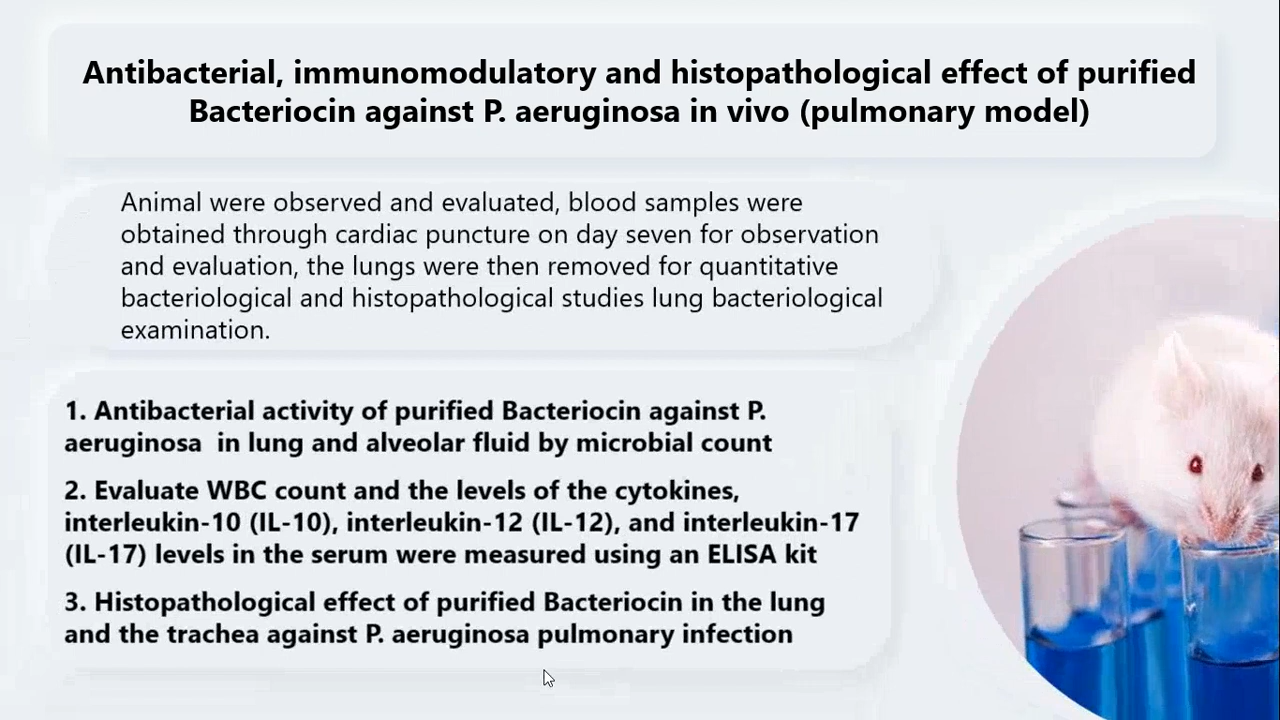 Antibacterial, immunomodulatory and histopathological effect of purified
Bacteriocin against P. aeruginosa in vivo (pulmonary model)
Animal were observed and evaluated, blood samples were
obtained through cardiac puncture on day seven for observation
and evaluation, the lungs were then removed for quantitative
bacteriological and histopathological studies lung bacteriological
examination.
1. Antibacterial activity of purified Bacteriocin against P.
aeruginosa  in lung and alveolar fluid by microbial count
2. Evaluate WBC count and the levels of the cytokines,
interleukin-10 (IL-10), interleukin-12 (IL-12), and interleukin-17
(IL-17) levels in the serum were measured using an ELISA kit
3. Histopathological effect of purified Bacteriocin in the lung
and the trachea against P. aeruginosa pulmonary infection